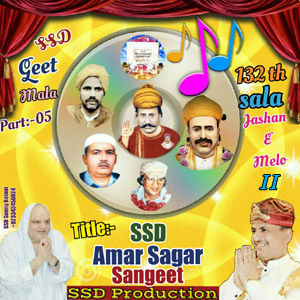 SSD
Geet
Mala
Part:-05
132 th
sala
Jashan
E
Melo
II
Title:-
SSD
Amar Sagar
Sangeet
SSD Production